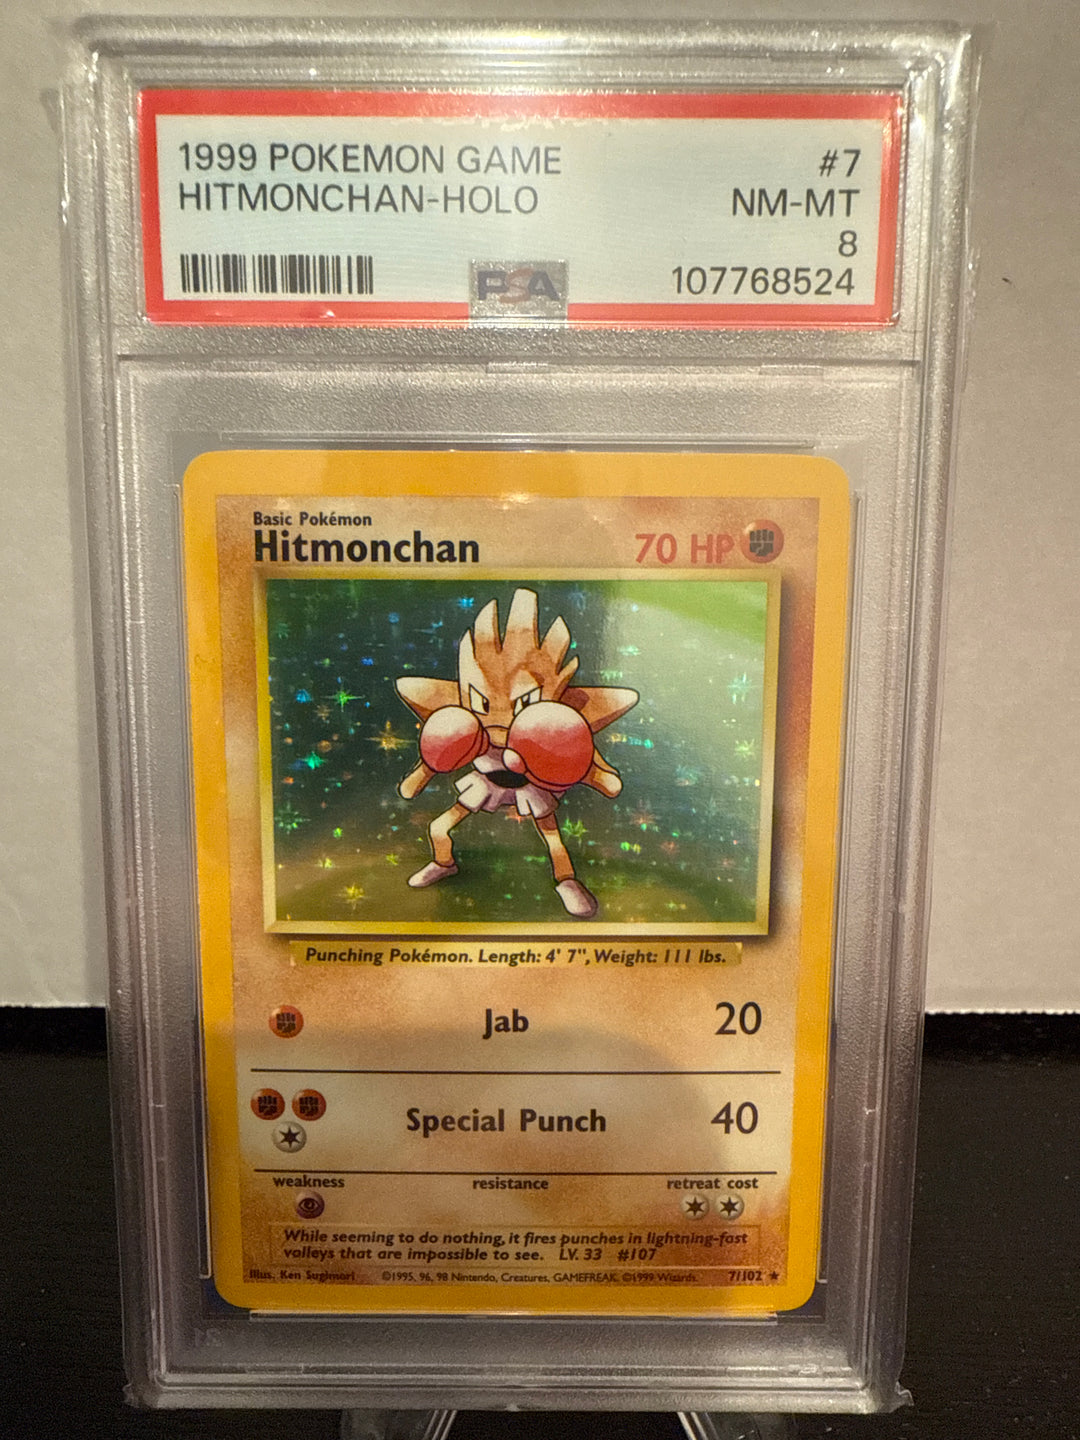 1999 POKEMON GAME #7
HITMONCHAN-HOLO NM-MT
8
PSA 107768524
Basic Pokémon
Hitmonchan 70 HP
Punching Pokémon. Length: 4' 7", Weight: 111 lbs.
Jab 20
Special Punch 40
weakness resistance retreat cost
While seeming to do nothing, it fires punches in lightning-fast
volleys that are impossible to see. LV. 33 #107
Illus. Ken Sugimori ©1995, 96, 98 Nintendo, Creatures, GAMEFREAK. ©1999 Wizards. 7/102 ★